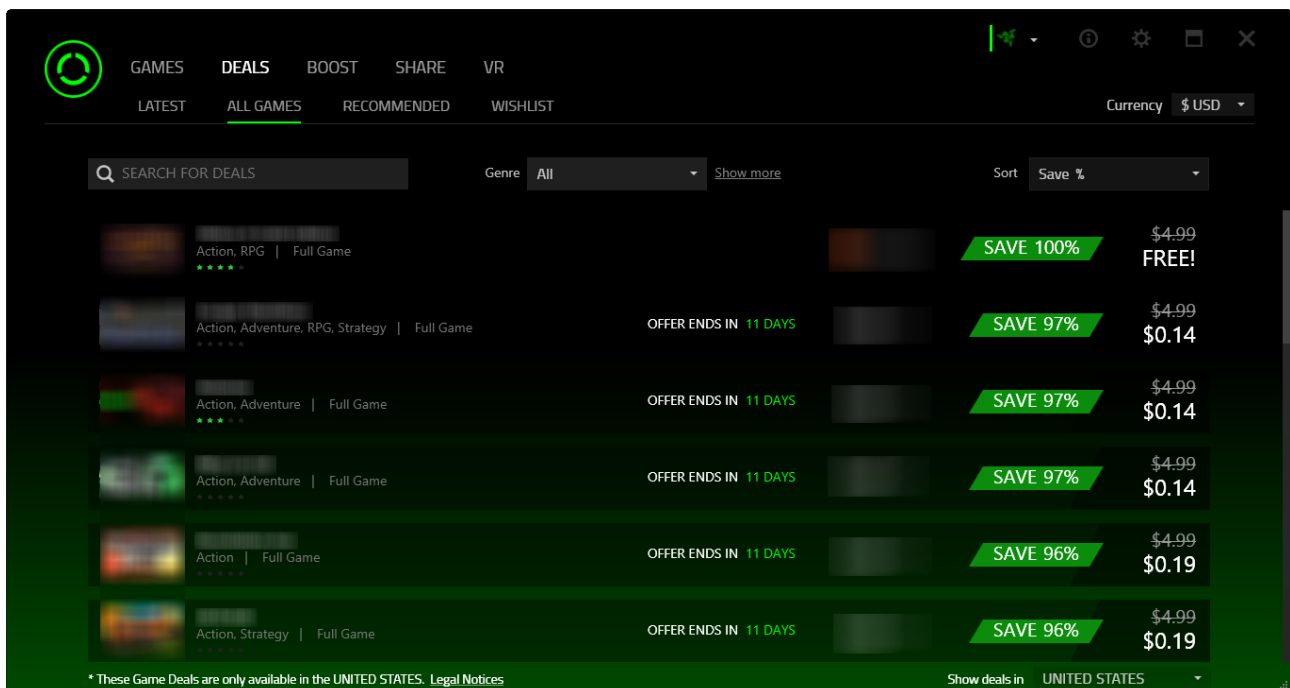 GAMES DEALS BOOST SHARE VR
LATEST ALL GAMES RECOMMENDED WISHLIST
Currency $ USD
SEARCH FOR DEALS
Genre All Show more
Sort Save %
Action, RPG | Full Game
SAVE 100%
$4.99
FREE!
Action, Adventure, RPG, Strategy | Full Game
OFFER ENDS IN 11 DAYS
SAVE 97%
$4.99
$0.14
Action, Adventure | Full Game
OFFER ENDS IN 11 DAYS
SAVE 97%
$4.99
$0.14
Action, Adventure | Full Game
OFFER ENDS IN 11 DAYS
SAVE 97%
$4.99
$0.14
Action | Full Game
OFFER ENDS IN 11 DAYS
SAVE 96%
$4.99
$0.19
Action, Strategy | Full Game
OFFER ENDS IN 11 DAYS
SAVE 96%
$4.99
$0.19
* These Game Deals are only available in the UNITED STATES. Legal Notices
Show deals in UNITED STATES